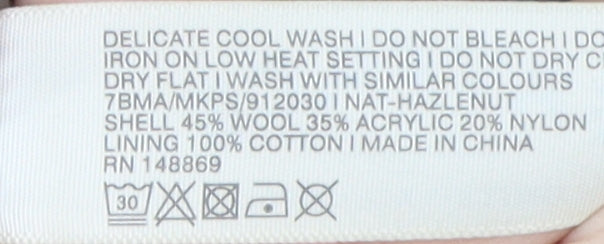 DELICATE COOL WASH | DO NOT BLEACH | DO
IRON ON LOW HEAT SETTING | DO NOT DRY C
DRY FLAT | WASH WITH SIMILAR COLOURS
7BMA/MKPS/912030 | NAT-HAZLENUT
SHELL 45% WOOL 35% ACRYLIC 20% NYLON
LINING 100% COTTON | MADE IN CHINA
RN 148869
30